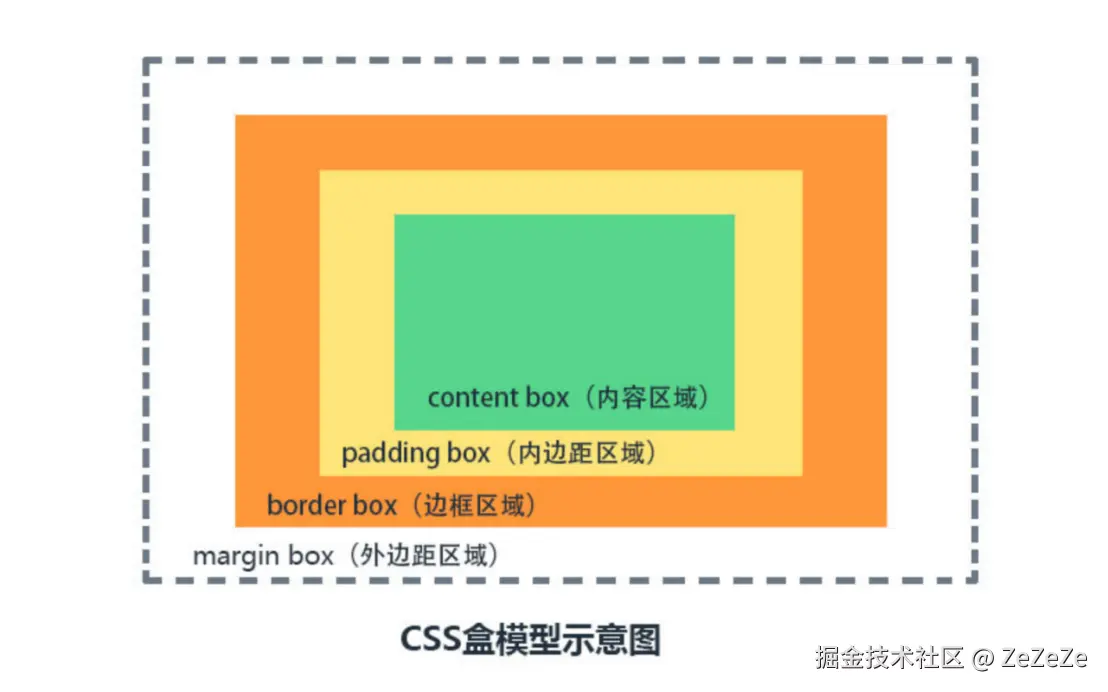 content box（内容区域）
padding box（内边距区域）
border box（边框区域）
margin box（外边距区域）
CSS盒模型示意图
掘金技术社区 @ ZeZeZe